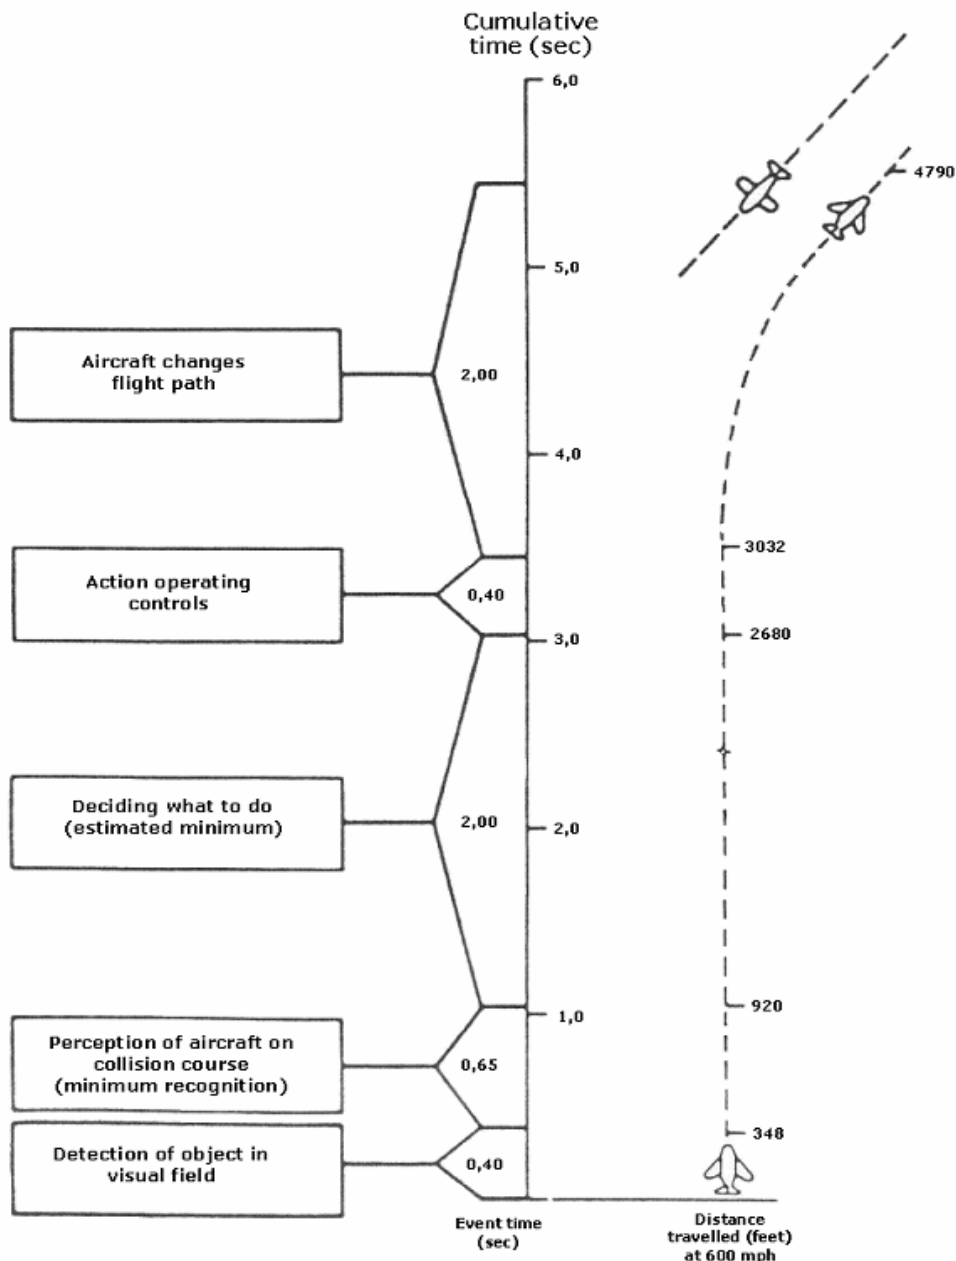 Cumulative
time (sec)
6,0
4790
5,0
Aircraft changes
flight path
2,00
4,0
3032
Action operating
controls
0,40
3,0
2680
Deciding what to do
(estimated minimum)
2,00
2,0
920
1,0
Perception of aircraft on
collision course
(minimum recognition)
0,65
348
Detection of object in
visual field
0,40
Event time
(sec)
Distance
travelled (feet)
at 600 mph